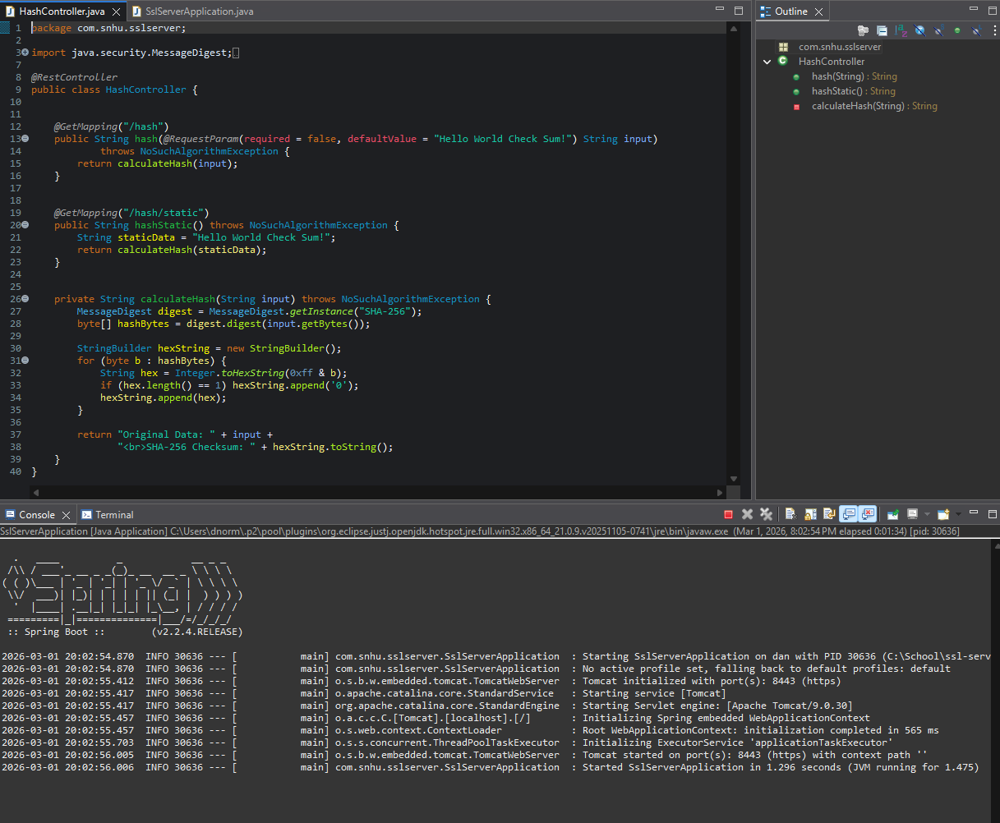 HashController.java
SslServerApplication.java
1 package com.snhu.sslserver;
2
3 import java.security.MessageDigest;
8 @RestController
9 public class HashController {
10
11
12     @GetMapping("/hash")
13     public String hash(@RequestParam(required = false, defaultValue = "Hello World Check Sum!") String input)
14             throws NoSuchAlgorithmException {
15         return calculateHash(input);
16     }
17
18
19     @GetMapping("/hash/static")
20     public String hashStatic() throws NoSuchAlgorithmException {
21         String staticData = "Hello World Check Sum!";
22         return calculateHash(staticData);
23     }
24
25
26     private String calculateHash(String input) throws NoSuchAlgorithmException {
27         MessageDigest digest = MessageDigest.getInstance("SHA-256");
28         byte[] hashBytes = digest.digest(input.getBytes());
29
30         StringBuilder hexString = new StringBuilder();
31         for (byte b : hashBytes) {
32             String hex = Integer.toHexString(0xff & b);
33             if (hex.length() == 1) hexString.append('0');
34             hexString.append(hex);
35         }
36
37         return "Original Data: " + input +
38                "<br>SHA-256 Checksum: " + hexString.toString();
39     }
40 }
Outline
com.snhu.sslserver
HashController
hash(String) : String
hashStatic() : String
calculateHash(String) : String
Console
Terminal
SslServerApplication [Java Application] C:\Users\dnorm\.p2\pool\plugins\org.eclipse.justj.openjdk.hotspot.jre.full.win32.x86_64_21.0.9.v20251105-0741\jre\bin\javaw.exe (Mar 1, 2026, 8:02:54 PM elapsed 0:01:34) [pid: 30636]
  .   ____          _            __ _ _
 /\\ / ___'_ __ _ _(_)_ __  __ _ \ \ \ \
( ( )\___ | '_ | '_| | '_ \/ _` | \ \ \ \
 \\/  ___)| |_)| | | | | || (_| |  ) ) ) )
  '  |____| .__|_| |_|_| |_\__, | / / / /
 =========|_|==============|___/=/_/_/_/
 :: Spring Boot ::        (v2.2.4.RELEASE)
2026-03-01 20:02:54.870  INFO 30636 --- [           main] com.snhu.sslserver.SslServerApplication  : Starting SslServerApplication on dan with PID 30636 (C:\School\ssl-serv
2026-03-01 20:02:54.870  INFO 30636 --- [           main] com.snhu.sslserver.SslServerApplication  : No active profile set, falling back to default profiles: default
2026-03-01 20:02:55.412  INFO 30636 --- [           main] o.s.b.w.embedded.tomcat.TomcatWebServer  : Tomcat initialized with port(s): 8443 (https)
2026-03-01 20:02:55.417  INFO 30636 --- [           main] o.apache.catalina.core.StandardService   : Starting service [Tomcat]
2026-03-01 20:02:55.417  INFO 30636 --- [           main] org.apache.catalina.core.StandardEngine  : Starting Servlet engine: [Apache Tomcat/9.0.30]
2026-03-01 20:02:55.457  INFO 30636 --- [           main] o.a.c.c.C.[Tomcat].[localhost].[/]       : Initializing Spring embedded WebApplicationContext
2026-03-01 20:02:55.457  INFO 30636 --- [           main] o.s.web.context.ContextLoader            : Root WebApplicationContext: initialization completed in 565 ms
2026-03-01 20:02:55.703  INFO 30636 --- [           main] o.s.s.concurrent.ThreadPoolTaskExecutor  : Initializing ExecutorService 'applicationTaskExecutor'
2026-03-01 20:02:56.005  INFO 30636 --- [           main] o.s.b.w.embedded.tomcat.TomcatWebServer  : Tomcat started on port(s): 8443 (https) with context path ''
2026-03-01 20:02:56.006  INFO 30636 --- [           main] com.snhu.sslserver.SslServerApplication  : Started SslServerApplication in 1.296 seconds (JVM running for 1.475)